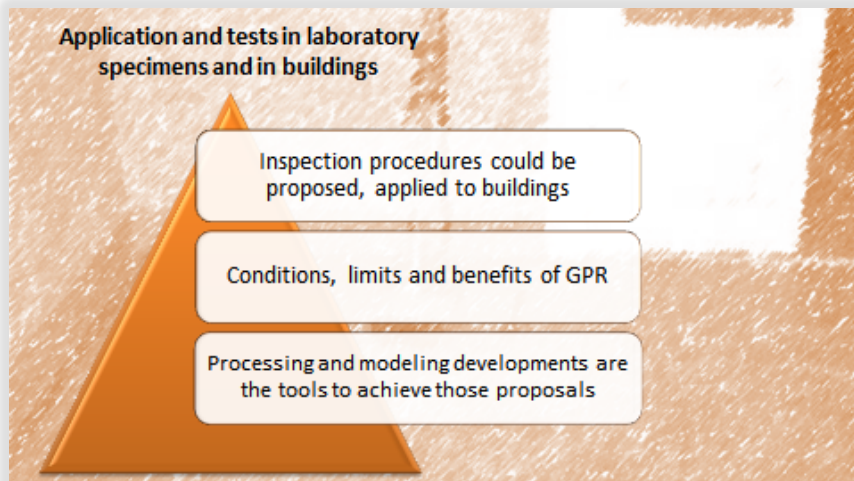 Application and tests in laboratory
specimens and in buildings
Inspection procedures could be
proposed, applied to buildings
Conditions, limits and benefits of GPR
Processing and modeling developments are
the tools to achieve those proposals